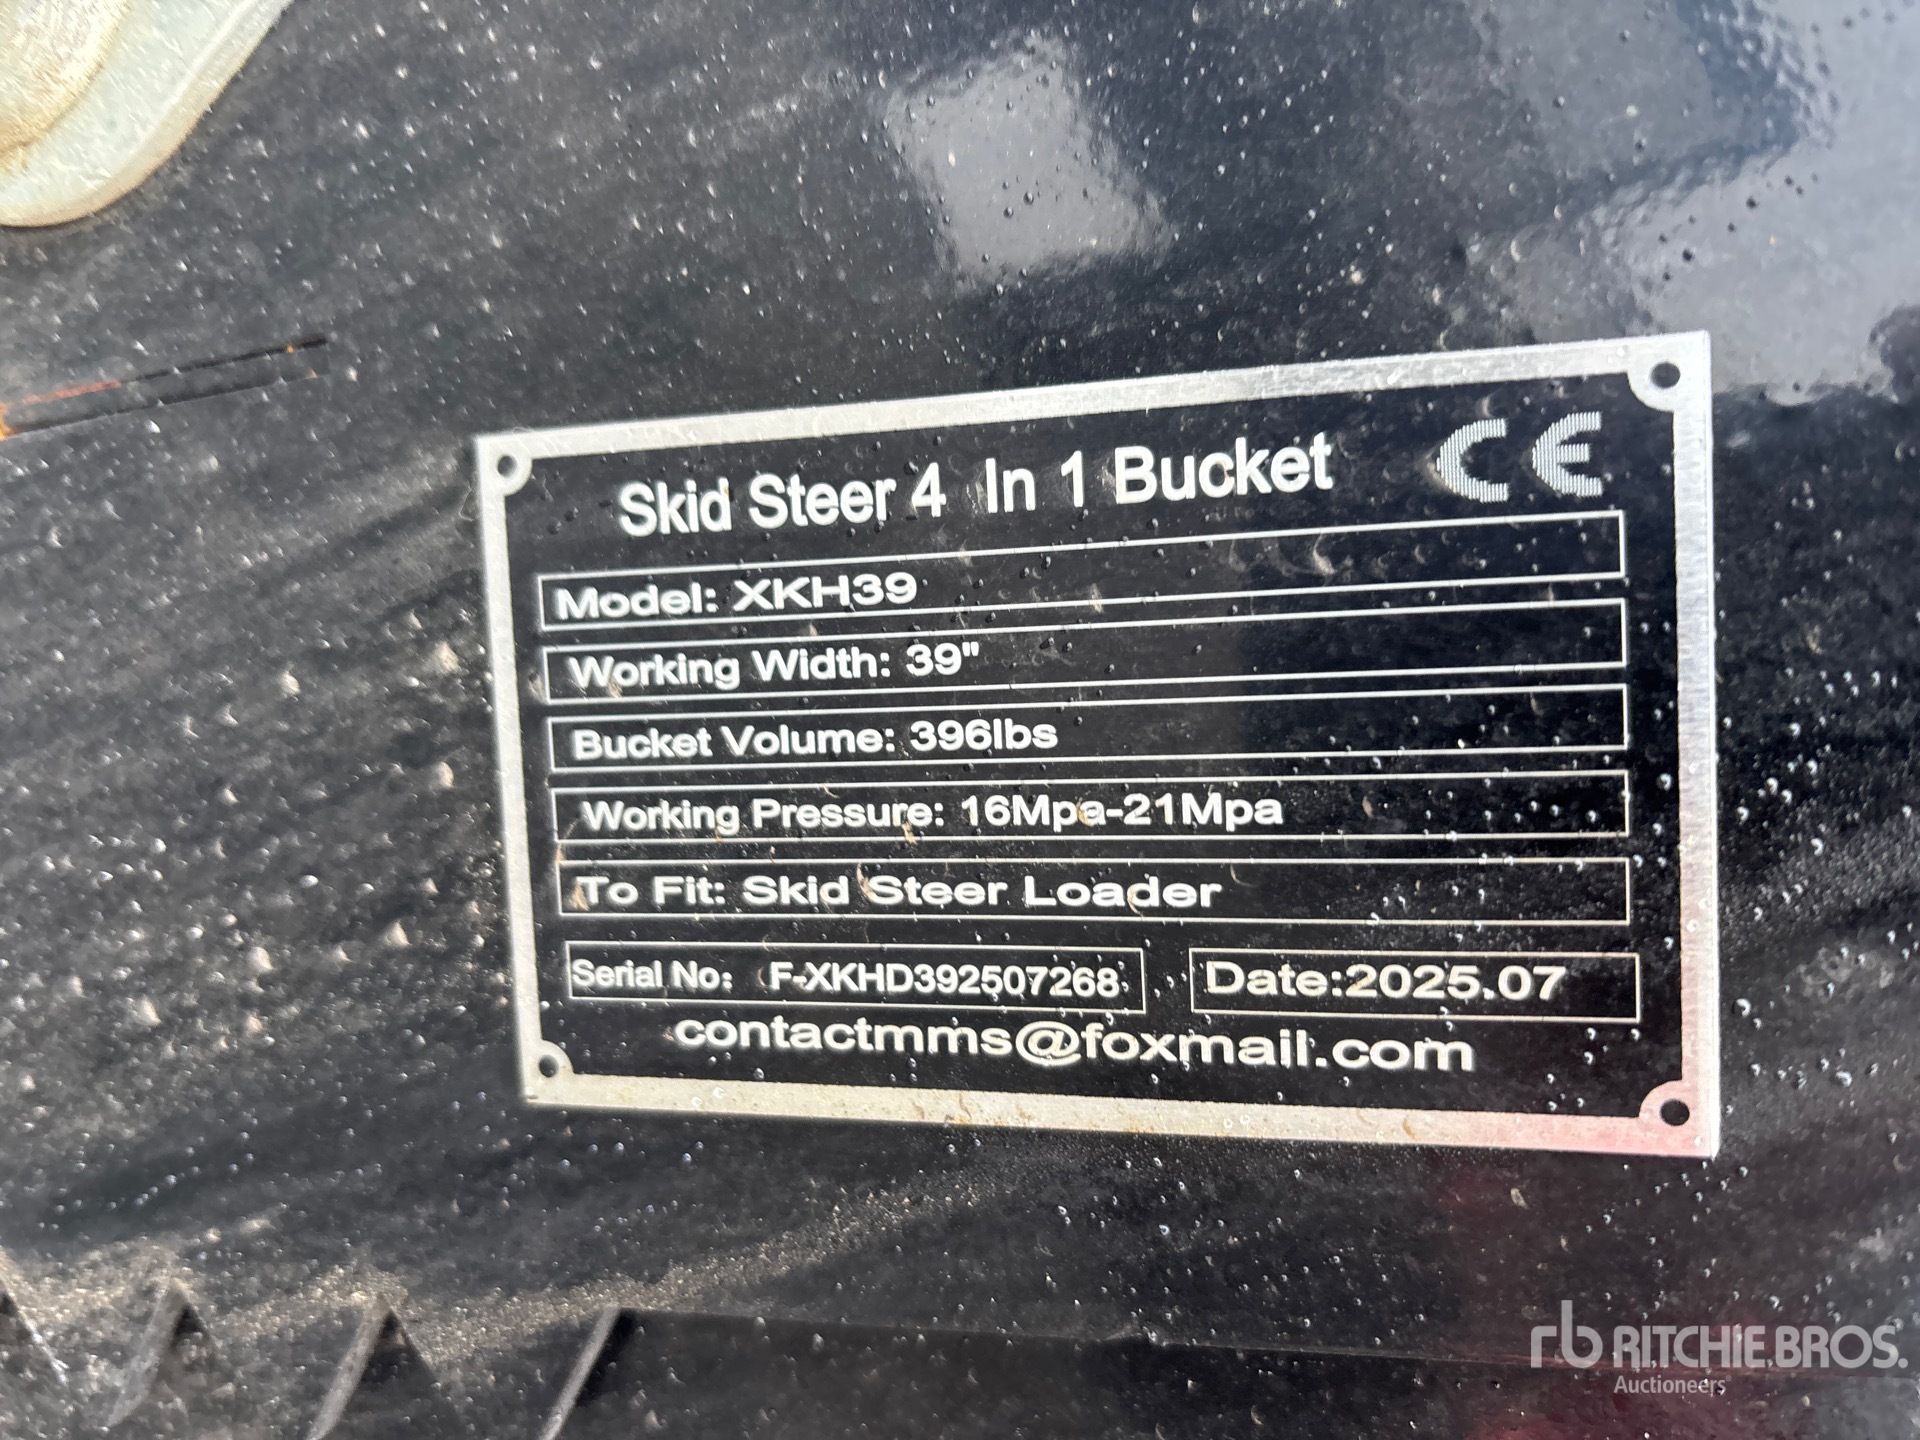 Skid Steer 4 In 1 Bucket CE
Model: XKH39
Working Width: 39"
Bucket Volume: 396lbs
Working Pressure: 16Mpa-21Mpa
To Fit: Skid Steer Loader
Serial No: F-XKHD392507268 Date:2025.07
contactmms@foxmail.com
rb RITCHIE BROS.
Auctioneers